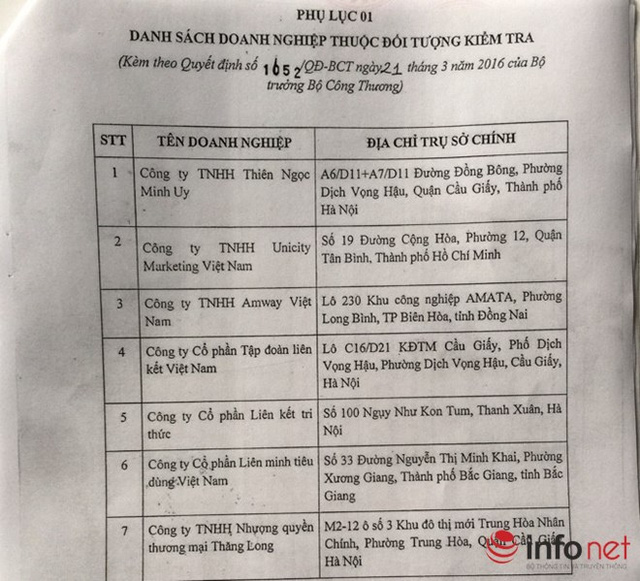 PHỤ LỤC 01
DANH SÁCH DOANH NGHIỆP THUỘC ĐỐI TƯỢNG KIỂM TRA
(Kèm theo Quyết định số 1052/QĐ-BCT ngày 21 tháng 3 năm 2016 của Bộ
trưởng Bộ Công Thương)
STT TÊN DOANH NGHIỆP ĐỊA CHỈ TRỤ SỞ CHÍNH
1
Công ty TNHH Thiên Ngọc
Minh Uy
A6/D11+A7/D11 Đường Đồng Bông, Phường
Dịch Vọng Hậu, Quận Cầu Giấy, Thành phố
Hà Nội
2
Công ty TNHH Unicity
Marketing Việt Nam
Số 19 Đường Cộng Hòa, Phường 12, Quận
Tân Bình, Thành phố Hồ Chí Minh
3
Công ty TNHH Amway Việt
Nam
Lô 230 Khu công nghiệp AMATA, Phường
Long Bình, TP Biên Hòa, tỉnh Đồng Nai
4
Công ty Cổ phần Tập đoàn liên
kết Việt Nam
Lô C16/D21 KĐTM Cầu Giấy, Phố Dịch
Vọng Hậu, Phường Dịch Vọng Hậu, Cầu Giấy,
Hà Nội
5
Công ty Cổ phần Liên kết tri
thức
Số 100 Ngụy Như Kon Tum, Thanh Xuân, Hà
Nội
6
Công ty Cổ phần Liên minh tiêu
dùng Việt Nam
Số 33 Đường Nguyễn Thị Minh Khai, Phường
Xương Giang, Thành phố Bắc Giang, tỉnh Bắc
Giang
7
Công ty TNHH Nhượng quyền
thương mại Thăng Long
M2-12 ô số 3 Khu đô thị mới Trung Hòa Nhân
Chính, Phường Trung Hòa, Quận Cầu Giấy
Hà Nội
infonet
BỘ THÔNG TIN VÀ TRUYỀN THÔNG